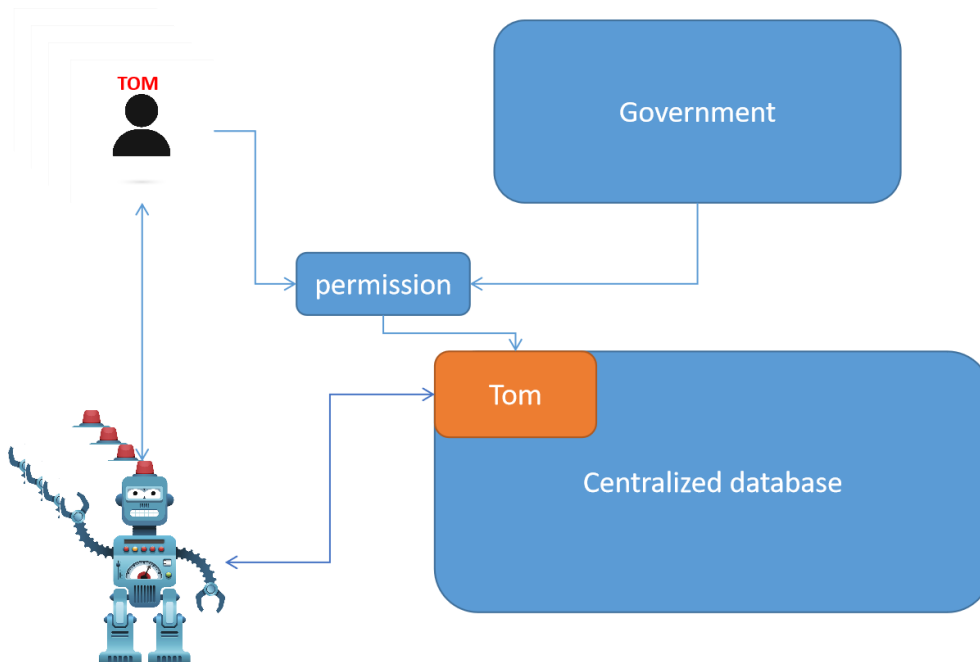 TOM
Government
permission
Tom
Centralized database